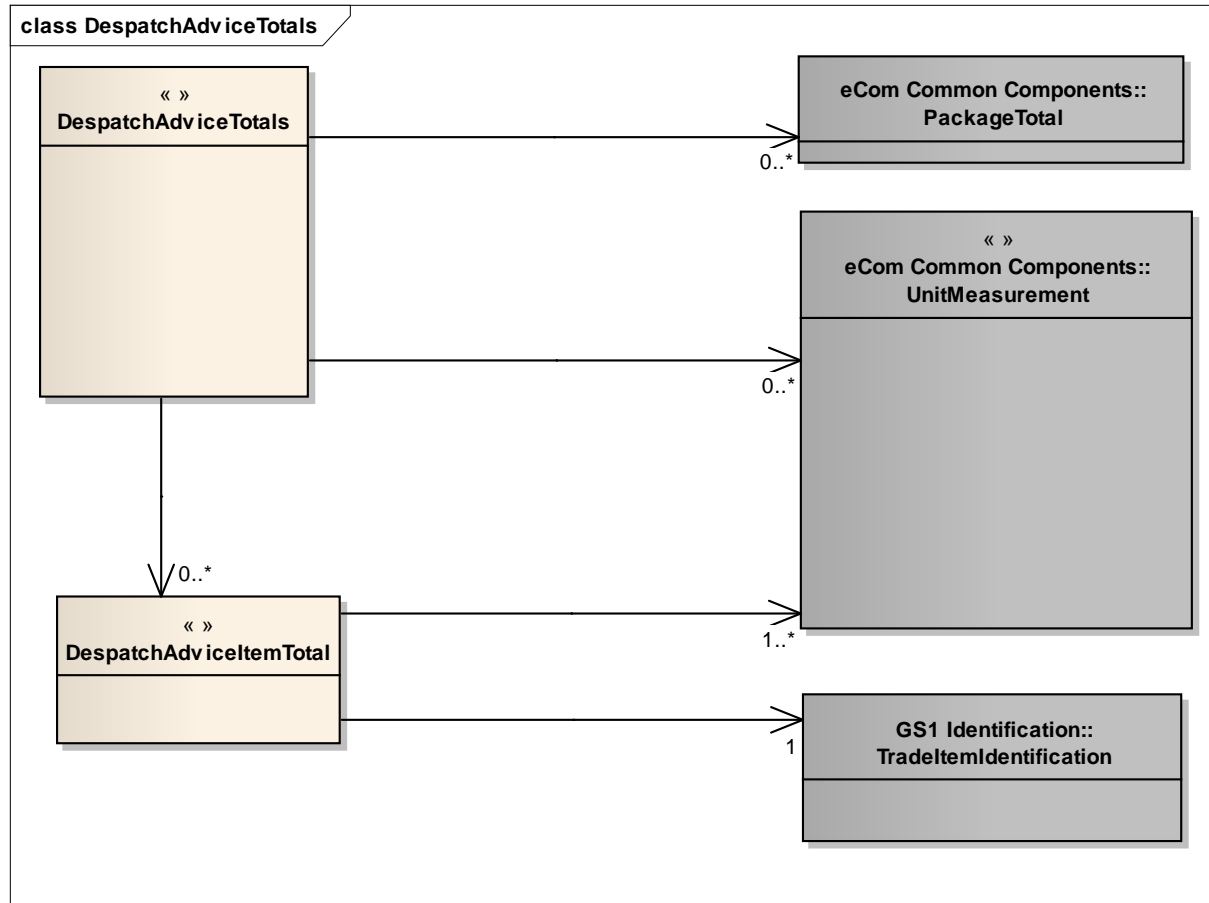 class DespatchAdviceTotals
« »
DespatchAdviceTotals
eCom Common Components::
PackageTotal
0..*
« »
eCom Common Components::
UnitMeasurement
0..*
0..*
« »
DespatchAdviceItemTotal
1..*
GS1 Identification::
TradeItemIdentification
1